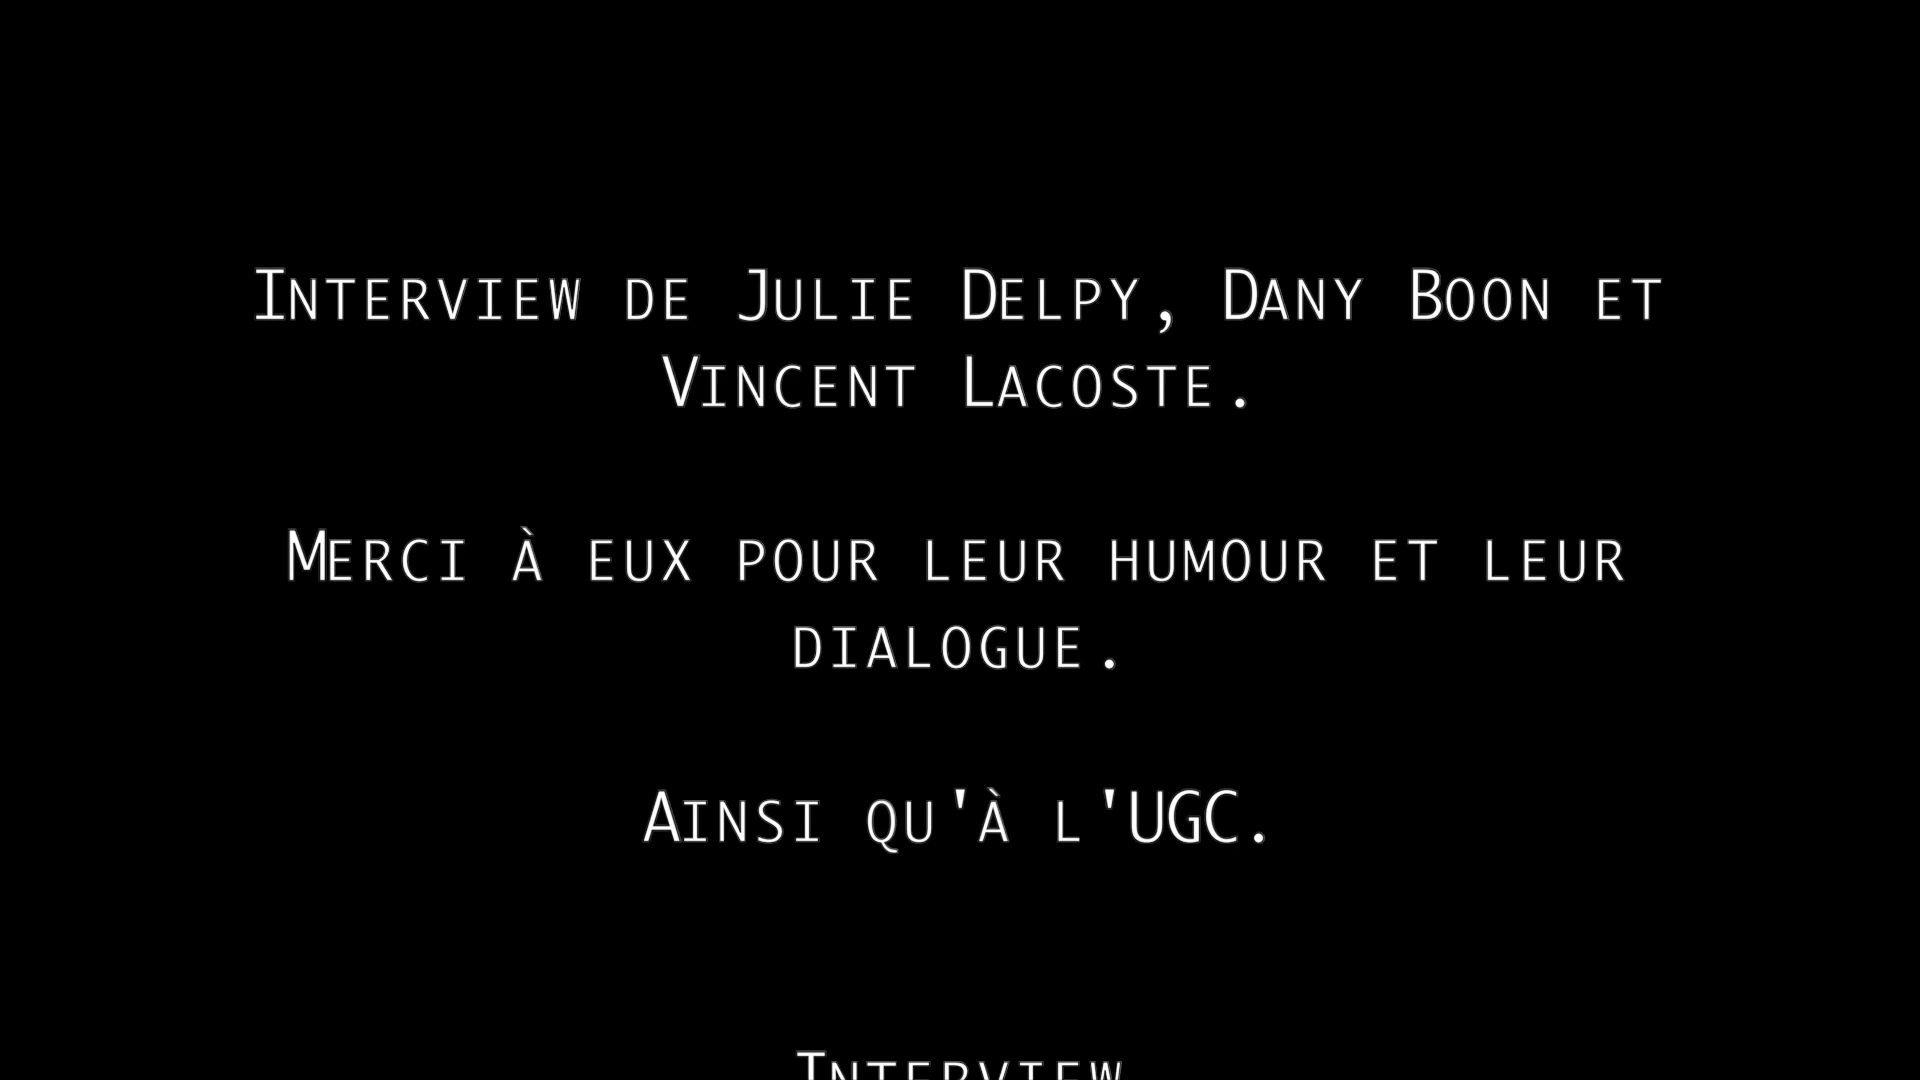 Interview de Julie Delpy, Dany Boon et
Vincent Lacoste.
Merci à eux pour leur humour et leur
dialogue.
Ainsi qu'à l'UGC.
Interview